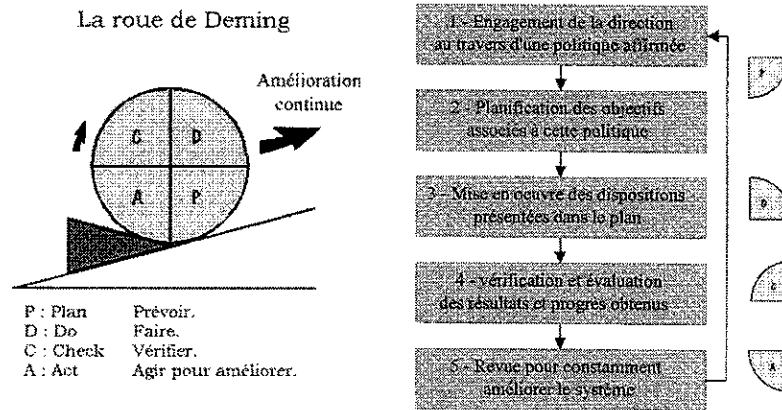 La roue de Deming
Amélioration
continue
C
D
A
P
P : Plan Prévoir.
D : Do Faire.
C : Check Vérifier.
A : Act Agir pour améliorer.
1 - Engagement de la direction
au travers d'une politique affirmée
2 - Planification des objectifs
associés à cette politique
3 - Mise en oeuvre des dispositions
présentées dans le plan
4 - vérification et évaluation
des résultats et progrès obtenus
5 - Revue pour constamment
améliorer le système
P
D
C
A